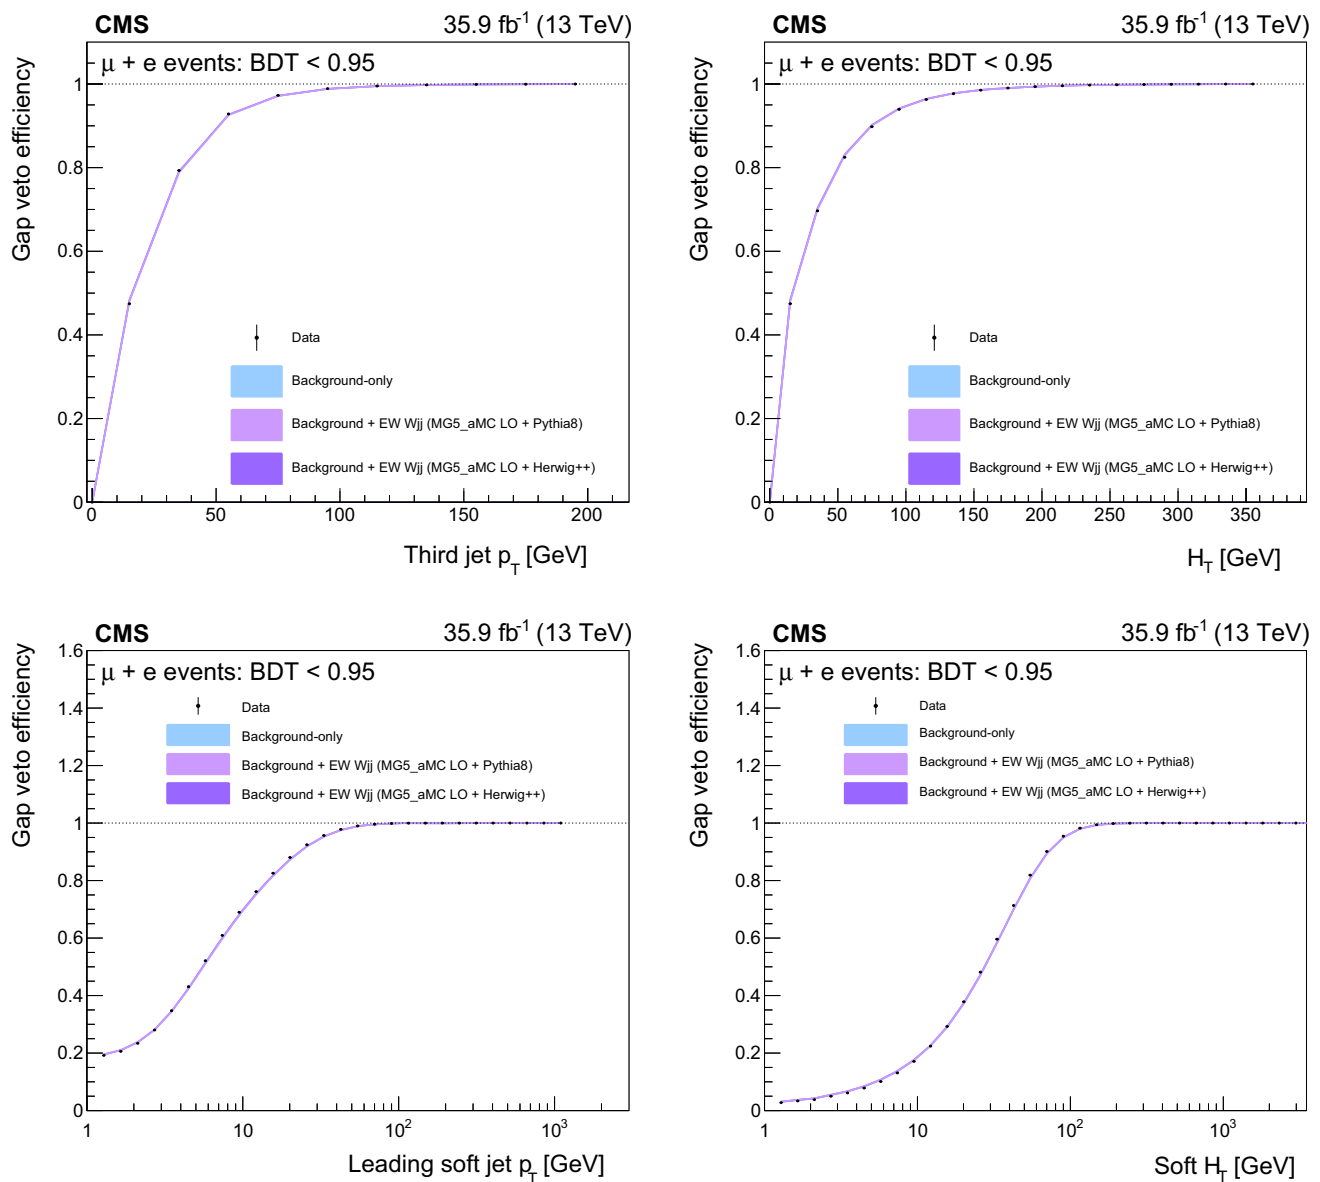 CMS 35.9 fb⁻¹ (13 TeV)
μ + e events: BDT < 0.95
Gap veto efficiency
1
0.8
0.6
0.4
0.2
0
Data
Background-only
Background + EW Wjj (MG5_aMC LO + Pythia8)
Background + EW Wjj (MG5_aMC LO + Herwig++)
0 50 100 150 200
Third jet p_T [GeV]
CMS 35.9 fb⁻¹ (13 TeV)
μ + e events: BDT < 0.95
Gap veto efficiency
1
0.8
0.6
0.4
0.2
0
Data
Background-only
Background + EW Wjj (MG5_aMC LO + Pythia8)
Background + EW Wjj (MG5_aMC LO + Herwig++)
0 50 100 150 200 250 300 350
H_T [GeV]
CMS 35.9 fb⁻¹ (13 TeV)
μ + e events: BDT < 0.95
Gap veto efficiency
1.6
1.4
1.2
1
0.8
0.6
0.4
0.2
0
Data
Background-only
Background + EW Wjj (MG5_aMC LO + Pythia8)
Background + EW Wjj (MG5_aMC LO + Herwig++)
1 10 10² 10³
Leading soft jet p_T [GeV]
CMS 35.9 fb⁻¹ (13 TeV)
μ + e events: BDT < 0.95
Gap veto efficiency
1.6
1.4
1.2
1
0.8
0.6
0.4
0.2
0
Data
Background-only
Background + EW Wjj (MG5_aMC LO + Pythia8)
Background + EW Wjj (MG5_aMC LO + Herwig++)
1 10 10² 10³
Soft H_T [GeV]